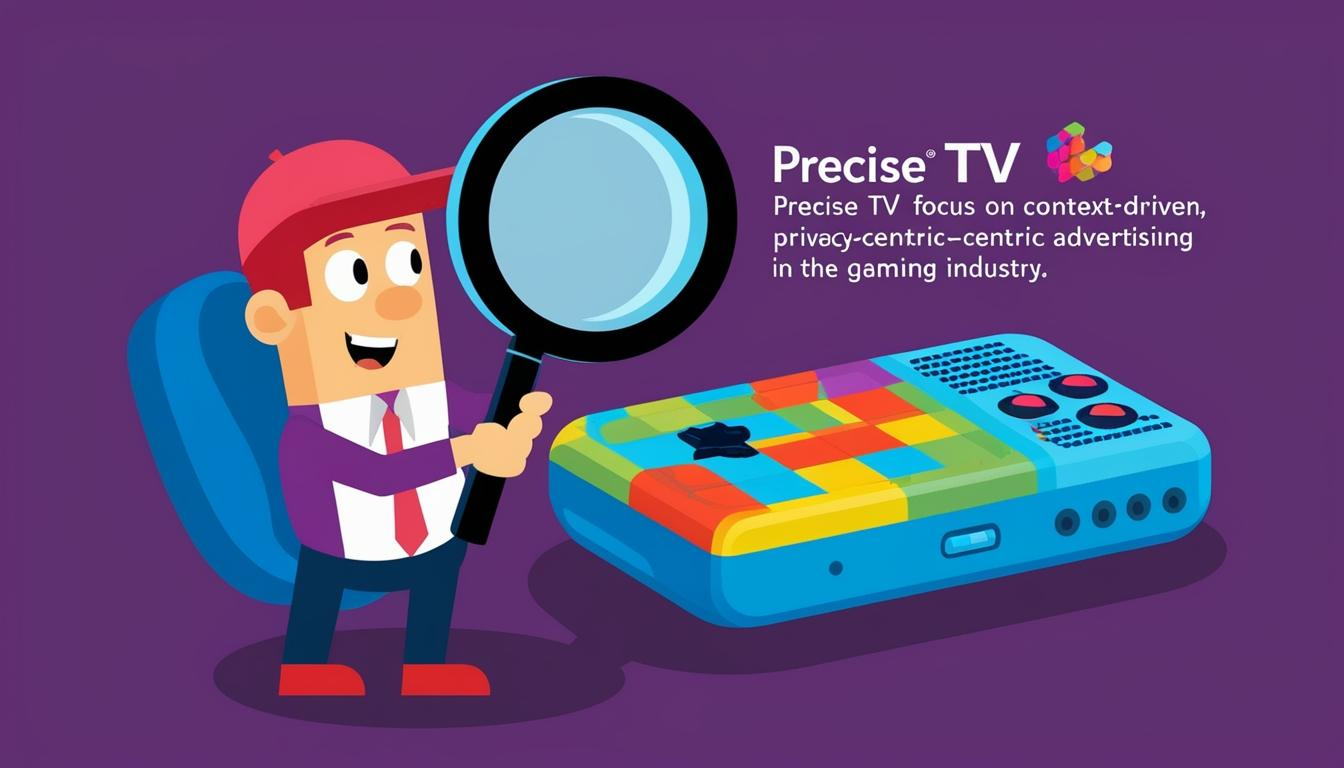 Precise® TV
Precise TV focus on context-driven,
privacy-centric–centric advertising
in the gaming industry.